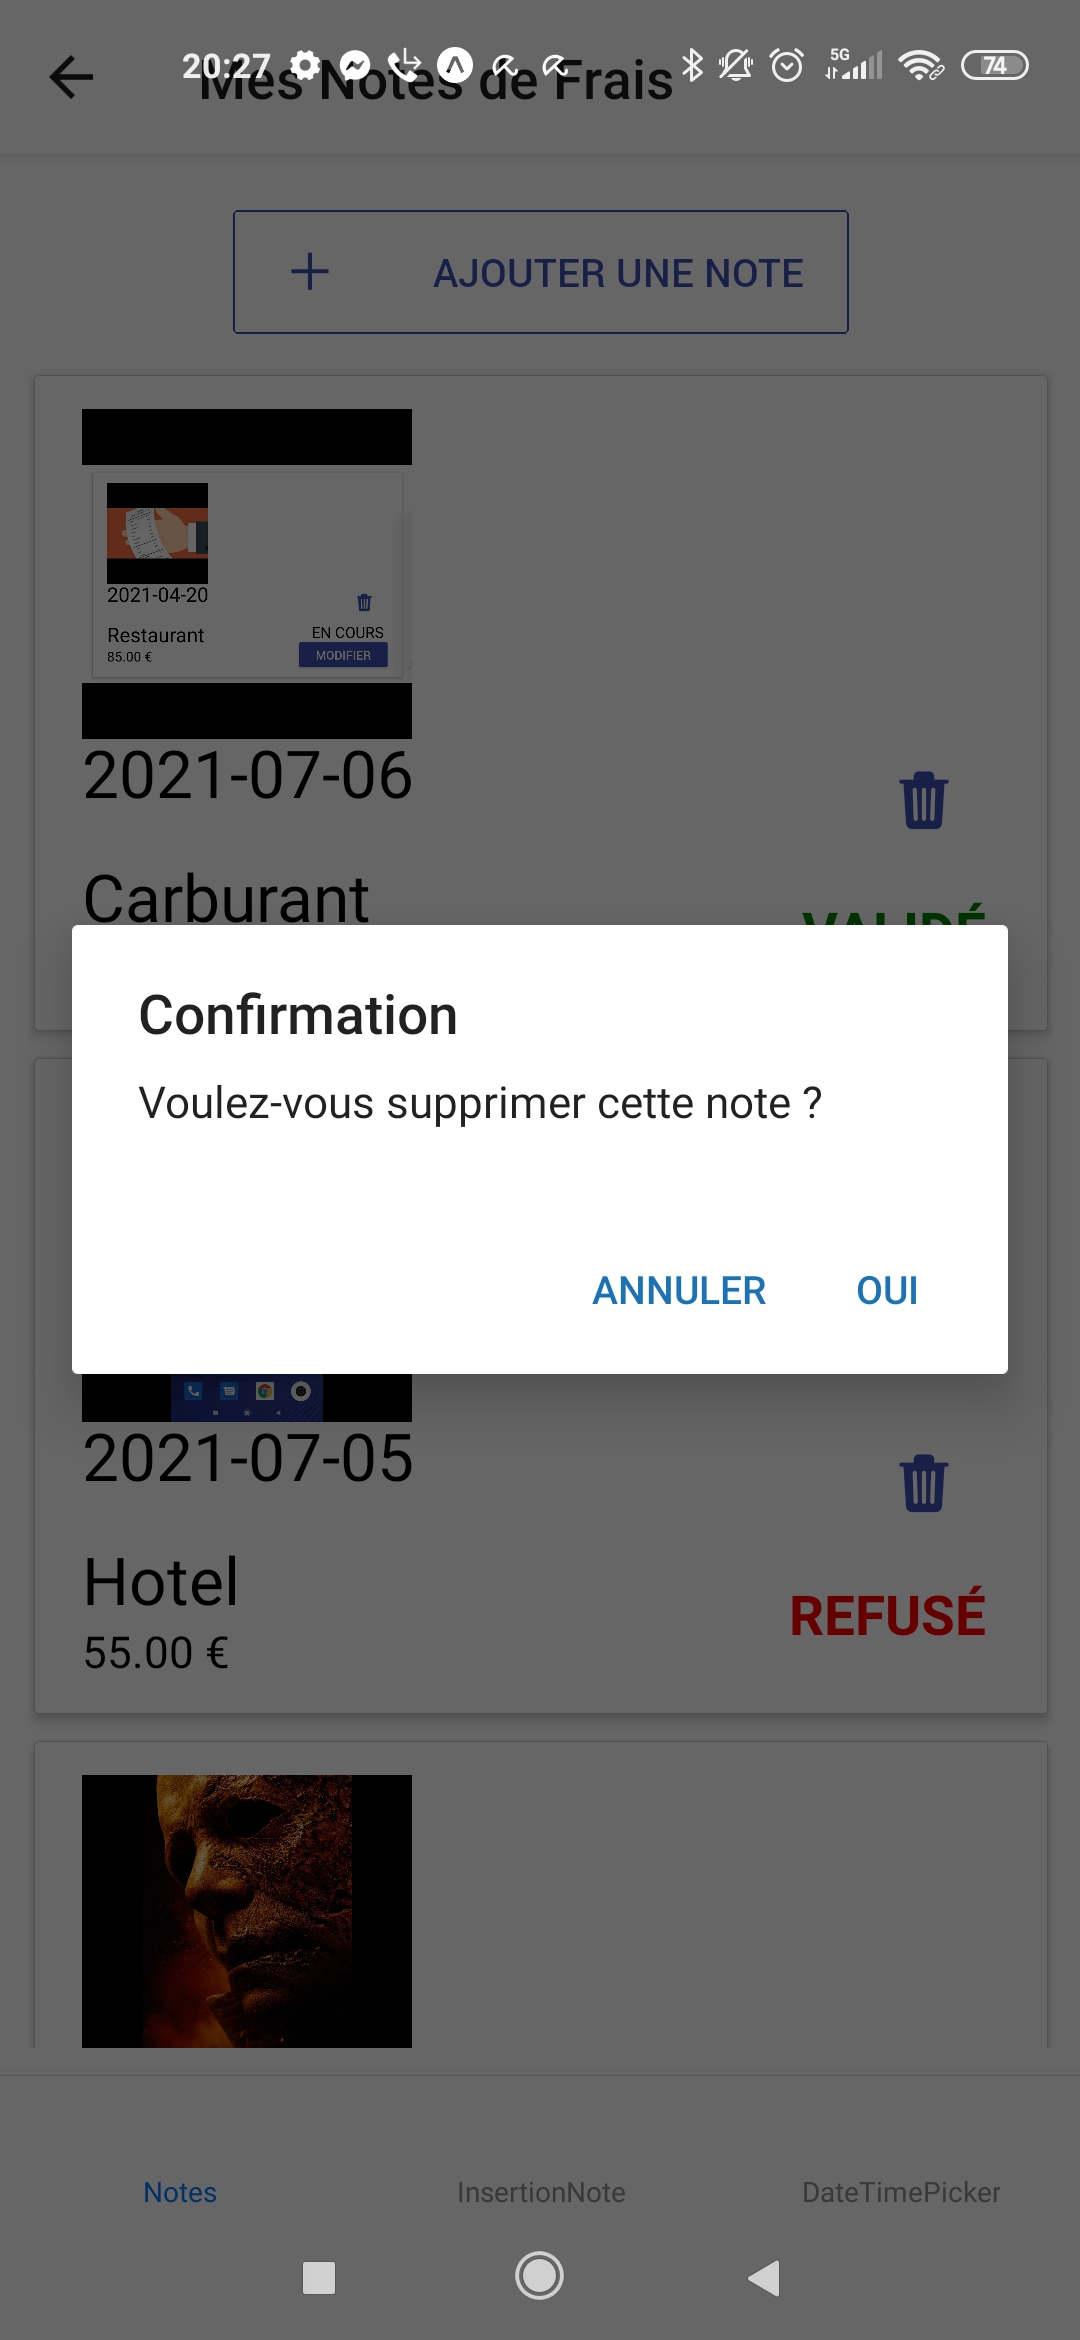 20:27
5G
74
Mes Notes de Frais
AJOUTER UNE NOTE
2021-04-20
Restaurant
EN COURS
85.00 €
MODIFIER
2021-07-06
Carburant
VALIDÉ
Confirmation
Voulez-vous supprimer cette note ?
ANNULER OUI
2021-07-05
Hotel
REFUSÉ
55.00 €
Notes InsertionNote DateTimePicker